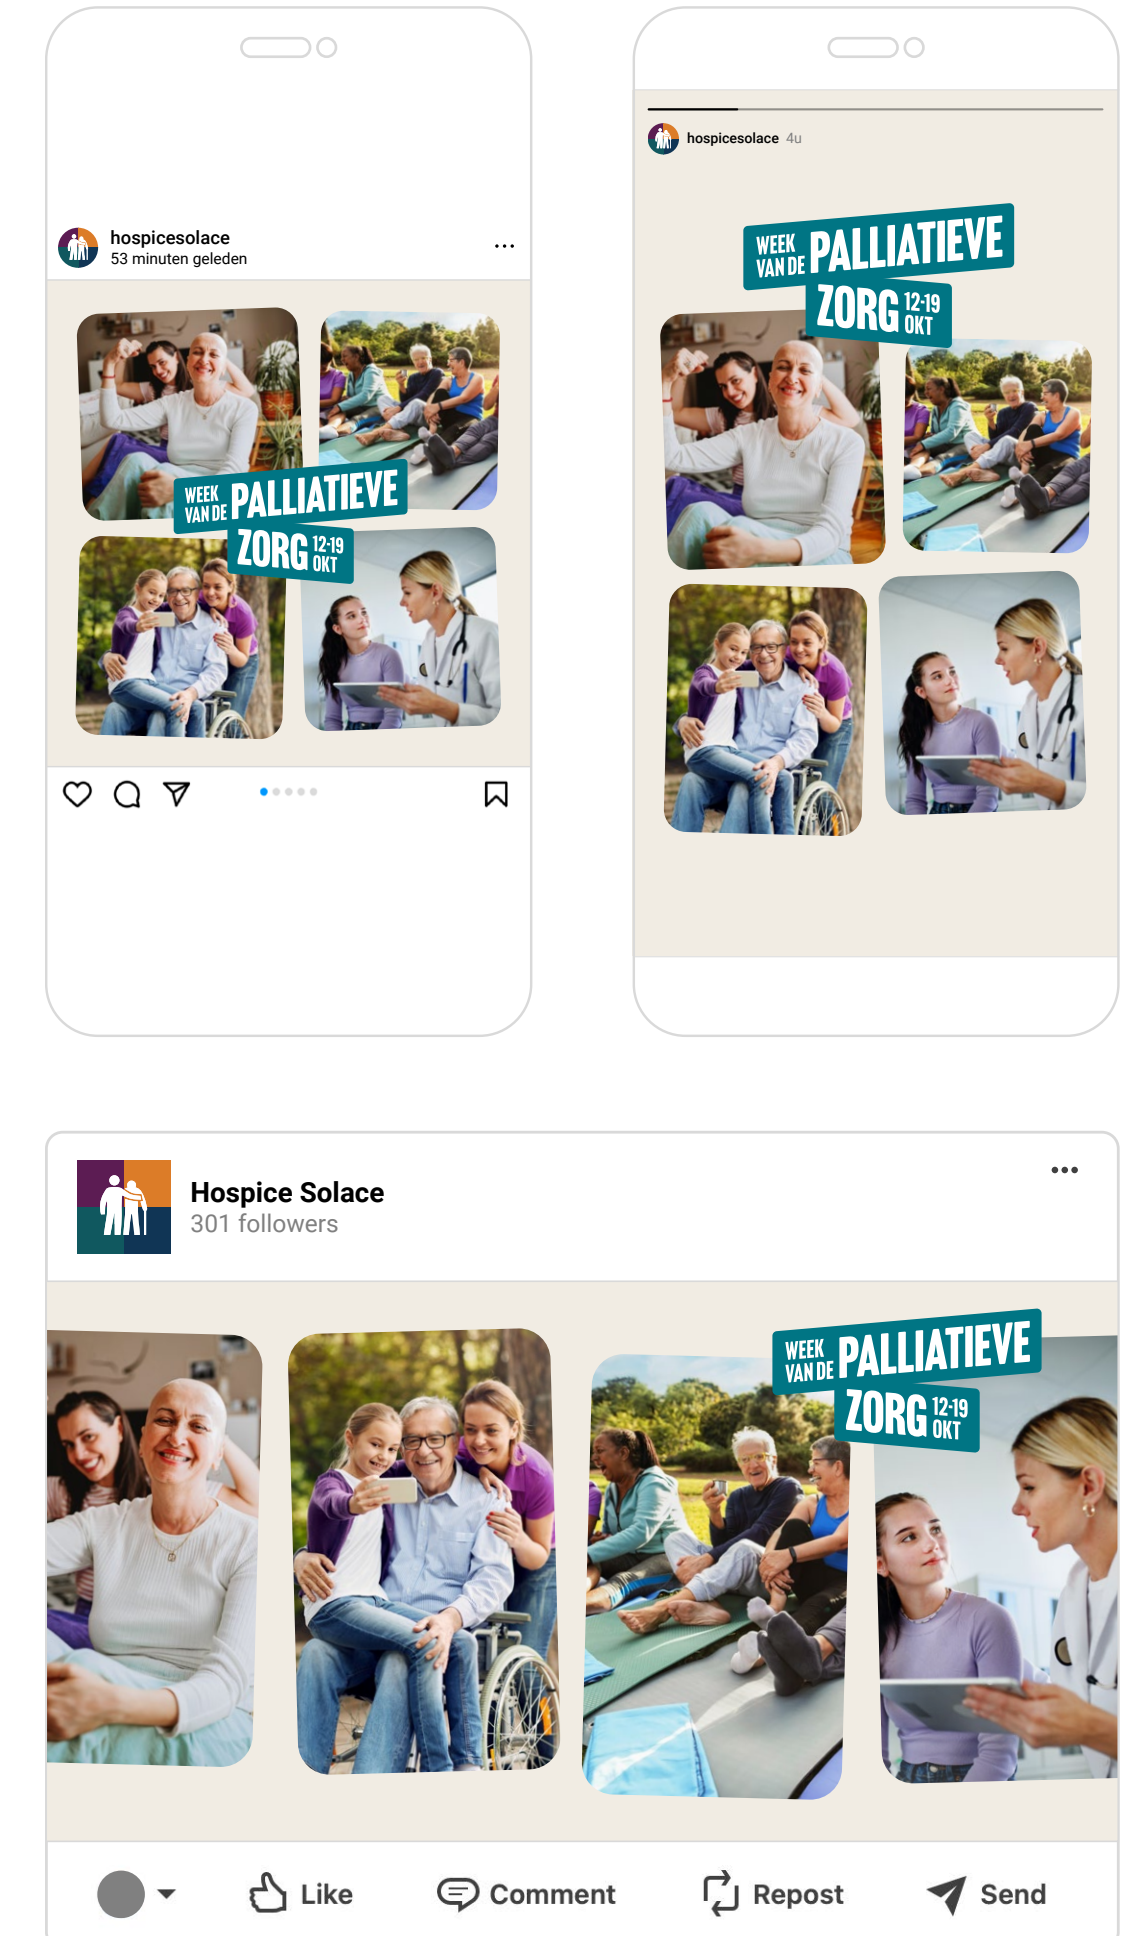 hospicesolace
53 minuten geleden
WEEK
VAN DE PALLIATIEVE
ZORG 12-19
OKT
hospicesolace 4u
WEEK
VAN DE PALLIATIEVE
ZORG 12-19
OKT
Hospice Solace
301 followers
WEEK
VAN DE PALLIATIEVE
ZORG 12-19
OKT
Like Comment Repost Send